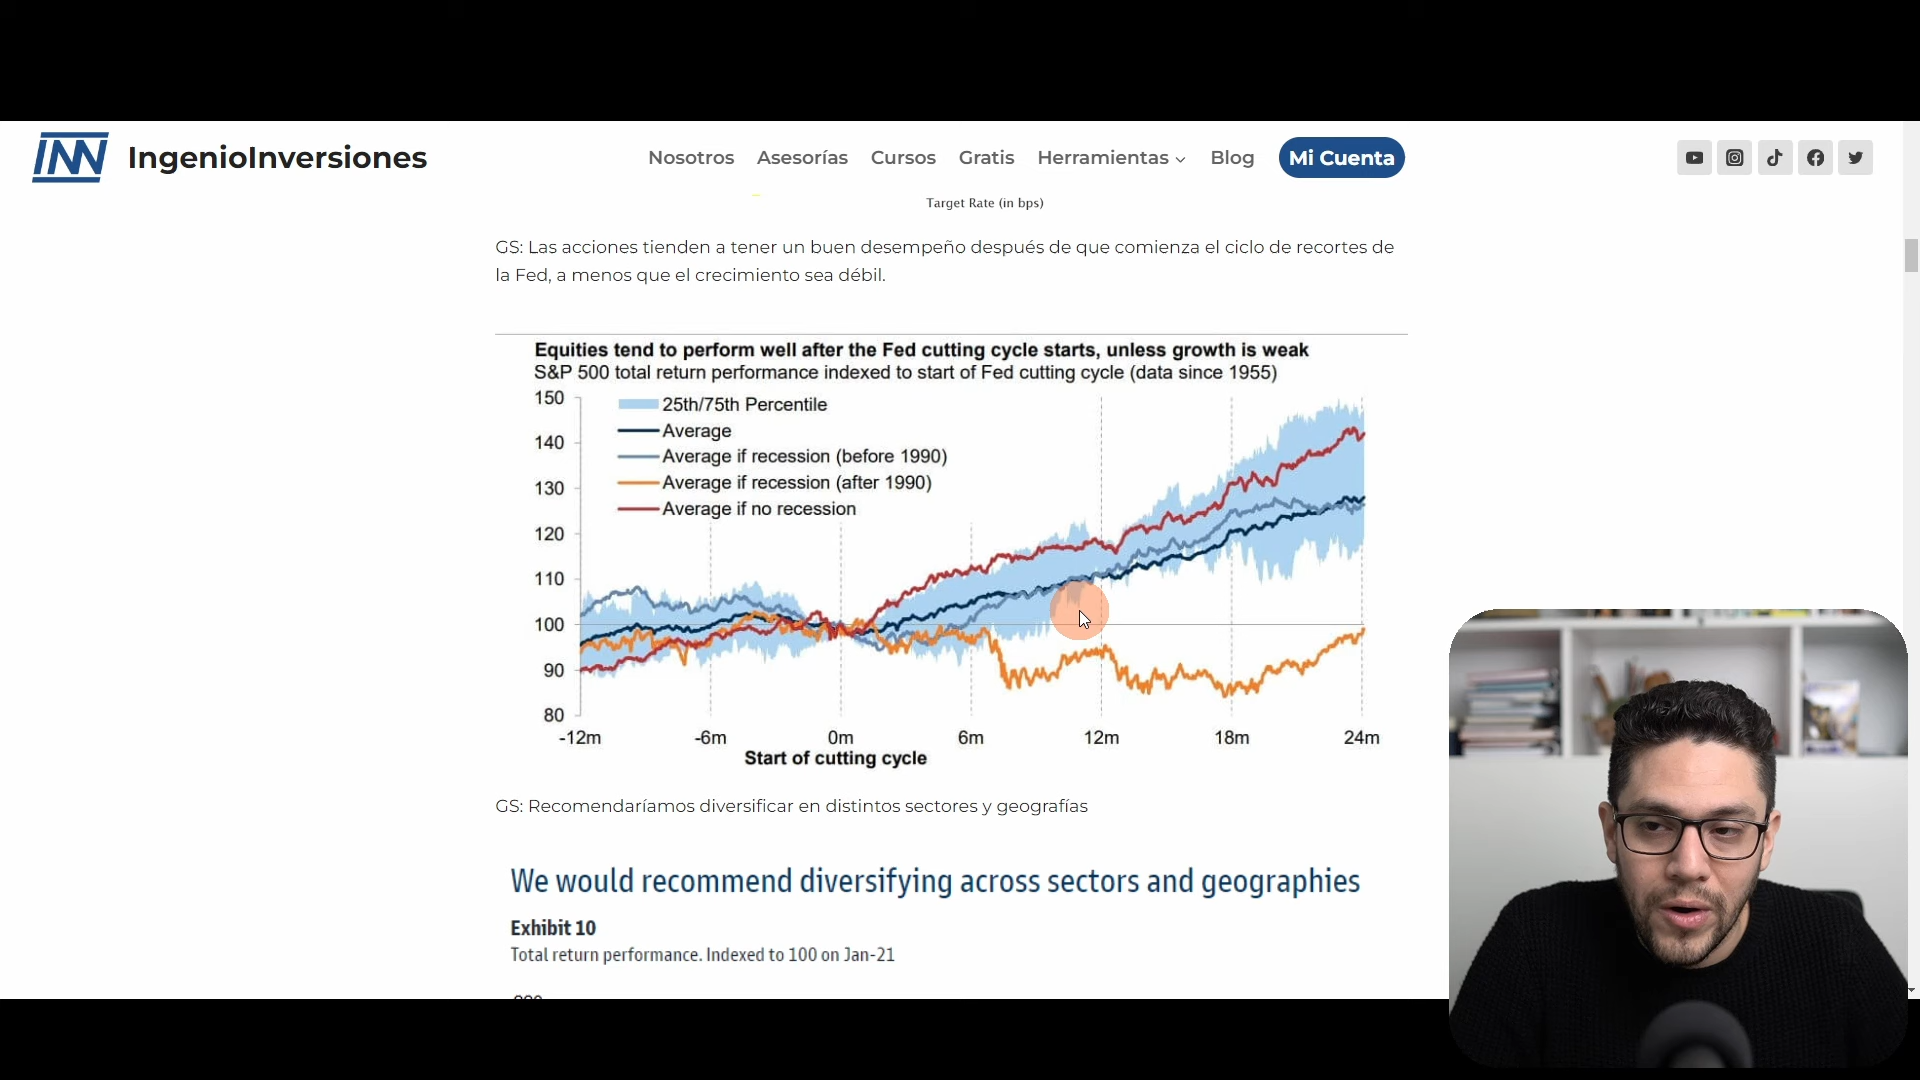 INN IngenioInversiones Nosotros Asesorías Cursos Gratis Herramientas Blog Mi Cuenta
Target Rate (in bps)
GS: Las acciones tienden a tener un buen desempeño después de que comienza el ciclo de recortes de
la Fed, a menos que el crecimiento sea débil.
Equities tend to perform well after the Fed cutting cycle starts, unless growth is weak
S&P 500 total return performance indexed to start of Fed cutting cycle (data since 1955)
150
140
130
120
110
100
90
80
25th/75th Percentile
Average
Average if recession (before 1990)
Average if recession (after 1990)
Average if no recession
-12m -6m 0m 6m 12m 18m 24m
Start of cutting cycle
GS: Recomendaríamos diversificar en distintos sectores y geografías
We would recommend diversifying across sectors and geographies
Exhibit 10
Total return performance. Indexed to 100 on Jan-21